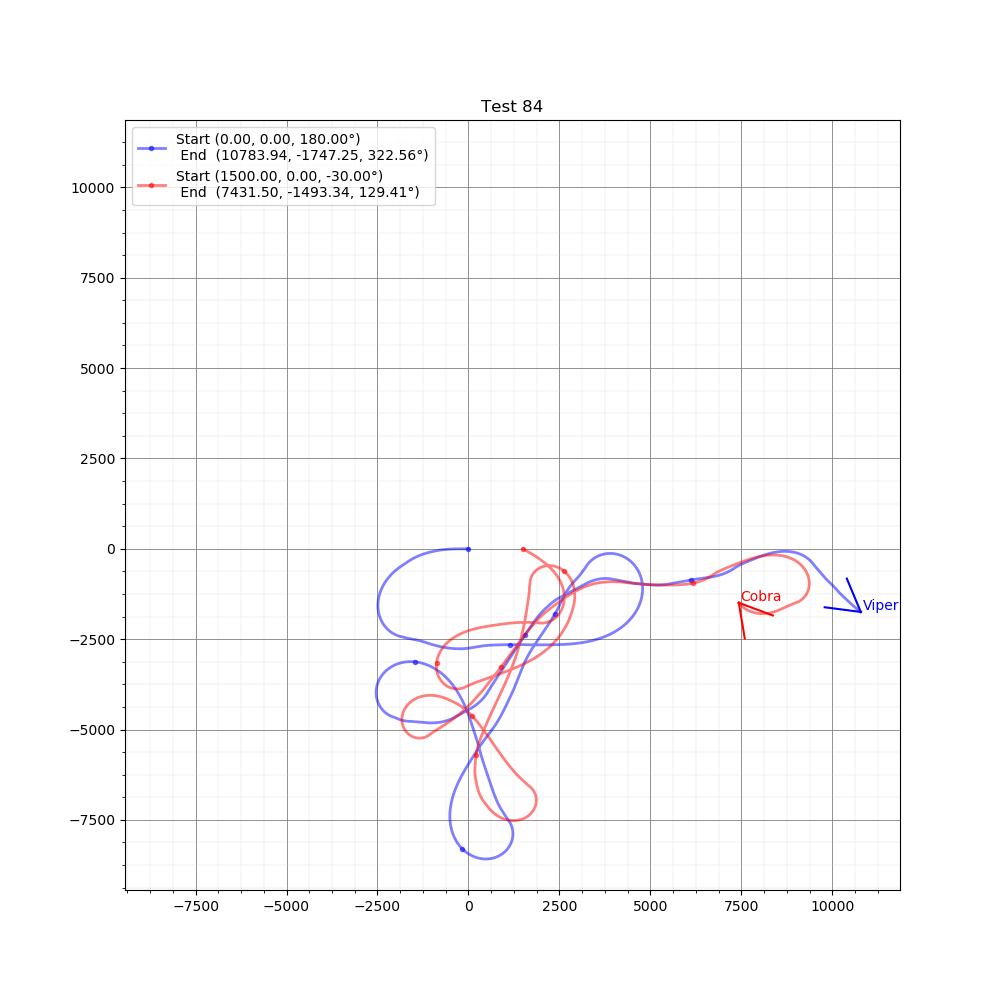 Test 84
Start (0.00, 0.00, 180.00°)
End  (10783.94, -1747.25, 322.56°)
Start (1500.00, 0.00, -30.00°)
End  (7431.50, -1493.34, 129.41°)
10000
7500
5000
2500
0
−2500
−5000
−7500
Cobra
Viper
−7500 −5000 −2500 0 2500 5000 7500 10000